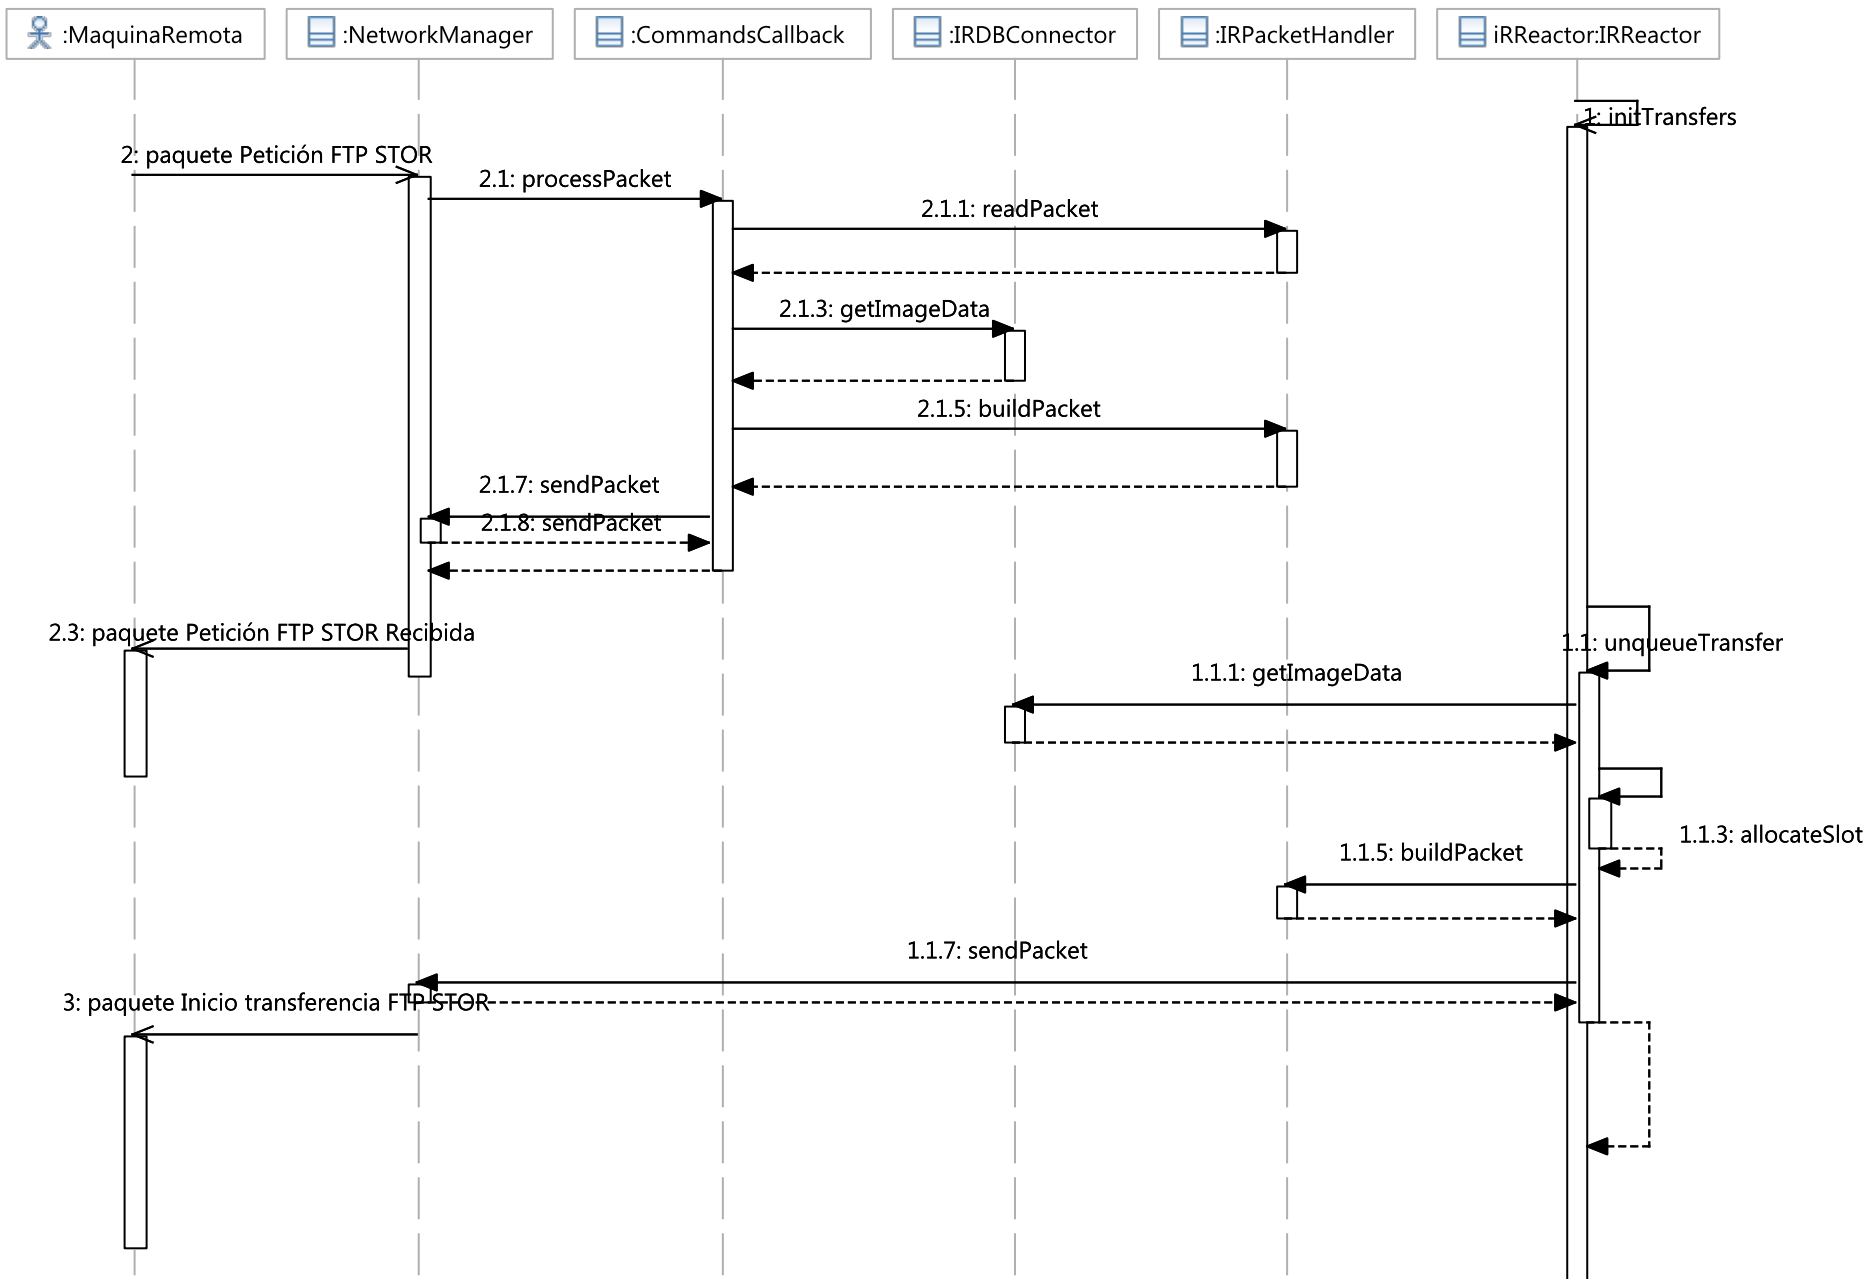 :MaquinaRemota
:NetworkManager
:CommandsCallback
:IRDBConnector
:IRPacketHandler
iRReactor:IRReactor
1: initTransfers
2: paquete Petición FTP STOR
2.1: processPacket
2.1.1: readPacket
2.1.3: getImageData
2.1.5: buildPacket
2.1.7: sendPacket
2.1.8: sendPacket
2.3: paquete Petición FTP STOR Recibida
1.1: unqueueTransfer
1.1.1: getImageData
1.1.3: allocateSlot
1.1.5: buildPacket
1.1.7: sendPacket
3: paquete Inicio transferencia FTP STOR